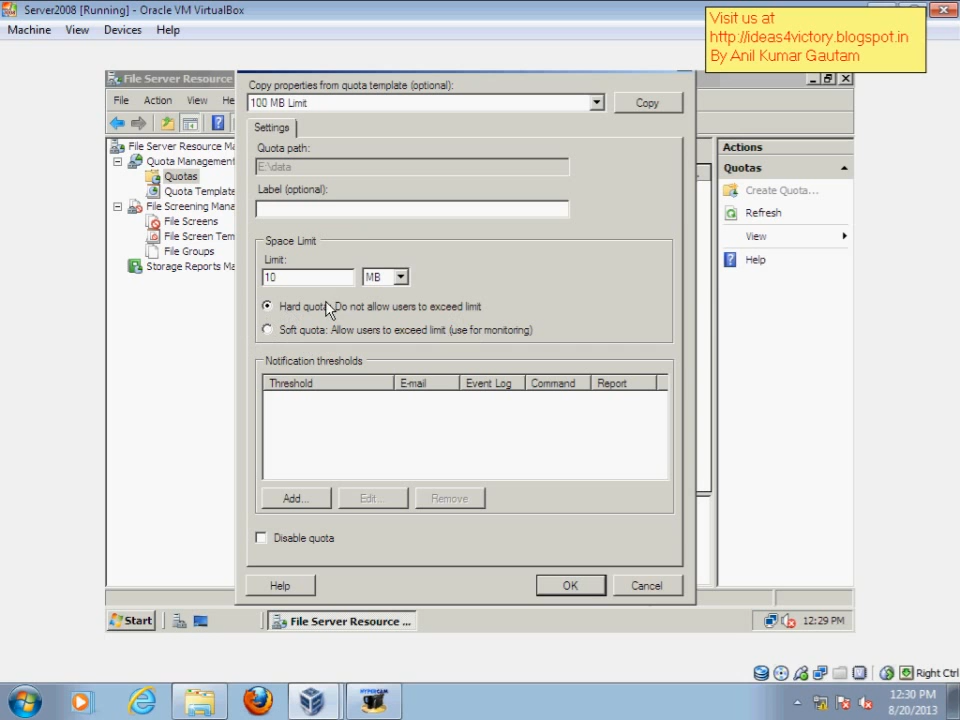 Server2008 [Running] - Oracle VM VirtualBox
Machine View Devices Help
Visit us at
http://ideas4victory.blogspot.in
By Anil Kumar Gautam
File Server Resource
File Action View He
File Server Resource Ma
Quota Management
Quotas
Quota Template
File Screening Mana
File Screens
File Screen Tem
File Groups
Storage Reports Ma
Copy properties from quota template (optional):
100 MB Limit
Copy
Settings
Quota path:
E:\data
Label (optional):
Space Limit
Limit:
10 MB
Hard quota: Do not allow users to exceed limit
Soft quota: Allow users to exceed limit (use for monitoring)
Notification thresholds
Threshold E-mail Event Log Command Report
Add... Edit... Remove
Disable quota
Help OK Cancel
Actions
Quotas
Create Quota...
Refresh
View
Help
Start File Server Resource ... 12:29 PM
Right Ctrl
HYPERCAM
12:30 PM
8/20/2013